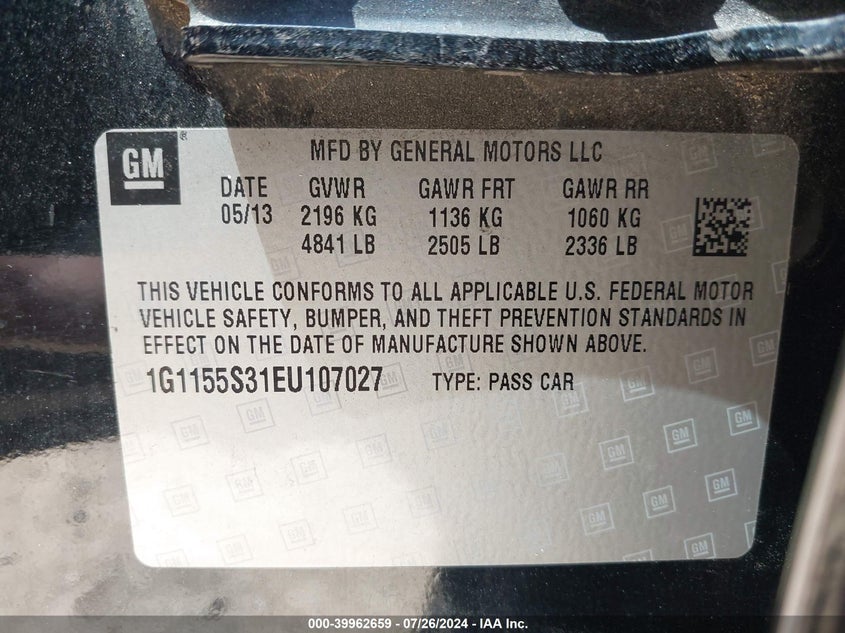 GM
MFD BY GENERAL MOTORS LLC
DATE GVWR GAWR FRT GAWR RR
05/13 2196 KG 1136 KG 1060 KG
4841 LB 2505 LB 2336 LB
THIS VEHICLE CONFORMS TO ALL APPLICABLE U.S. FEDERAL MOTOR
VEHICLE SAFETY, BUMPER, AND THEFT PREVENTION STANDARDS IN
EFFECT ON THE DATE OF MANUFACTURE SHOWN ABOVE.
1G1155S31EU107027 TYPE: PASS CAR
000-39962659 - 07/26/2024 - IAA Inc.